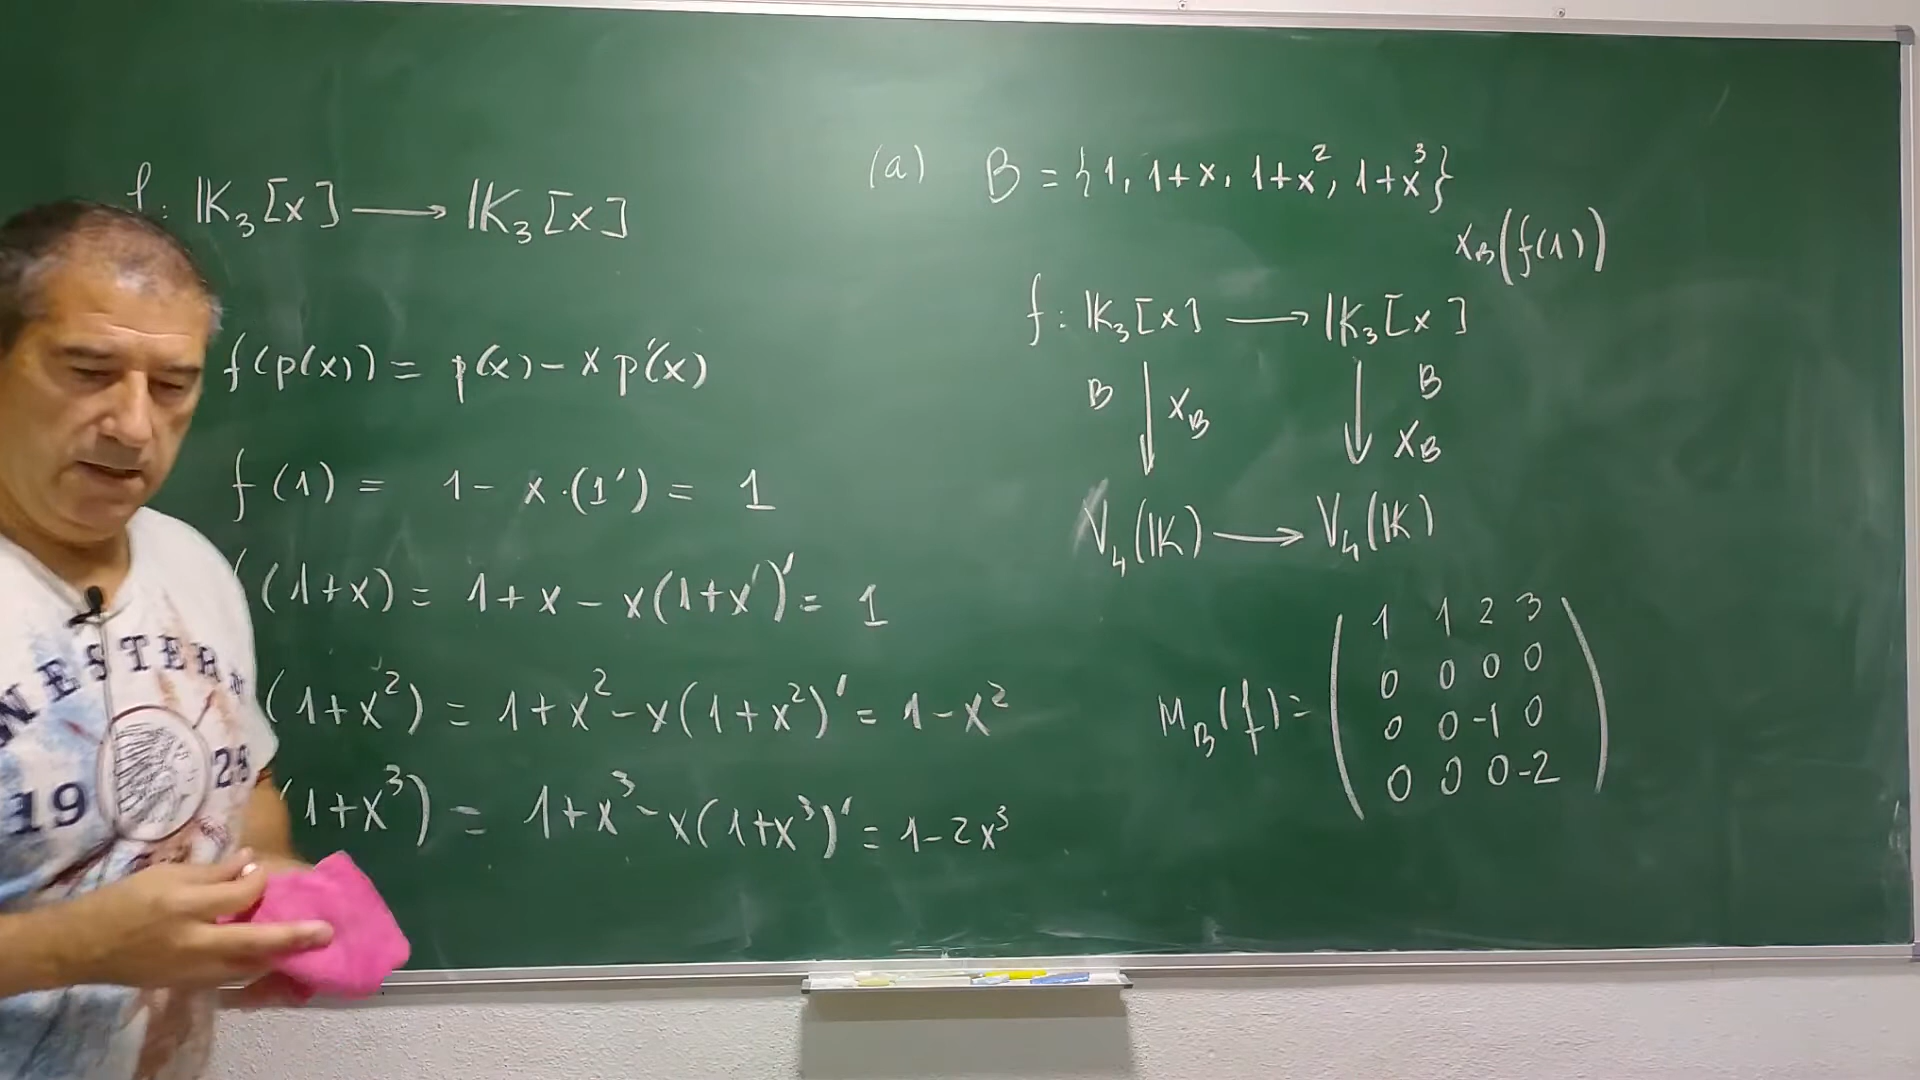 f: 𝕂₃[x] ⟶ 𝕂₃[x]
f(p(x)) = p(x) - x p'(x)
f(1) = 1 - x·(1') = 1
(1+x) = 1+x - x(1+x)' = 1
(1+x²) = 1+x² - x(1+x²)' = 1-x²
(1+x³) = 1+x³ - x(1+x³)' = 1-2x³
(a) B = {1, 1+x, 1+x², 1+x³}
x_B(f(1))
f: 𝕂₃[x] ⟶ 𝕂₃[x]
B x_B B
x_B
V₄(𝕂) ⟶ V₄(𝕂)
1 1 2 3
0 0 0 0
M_B(f) = 0 0 -1 0
0 0 0 -2
WESTERN
19 28